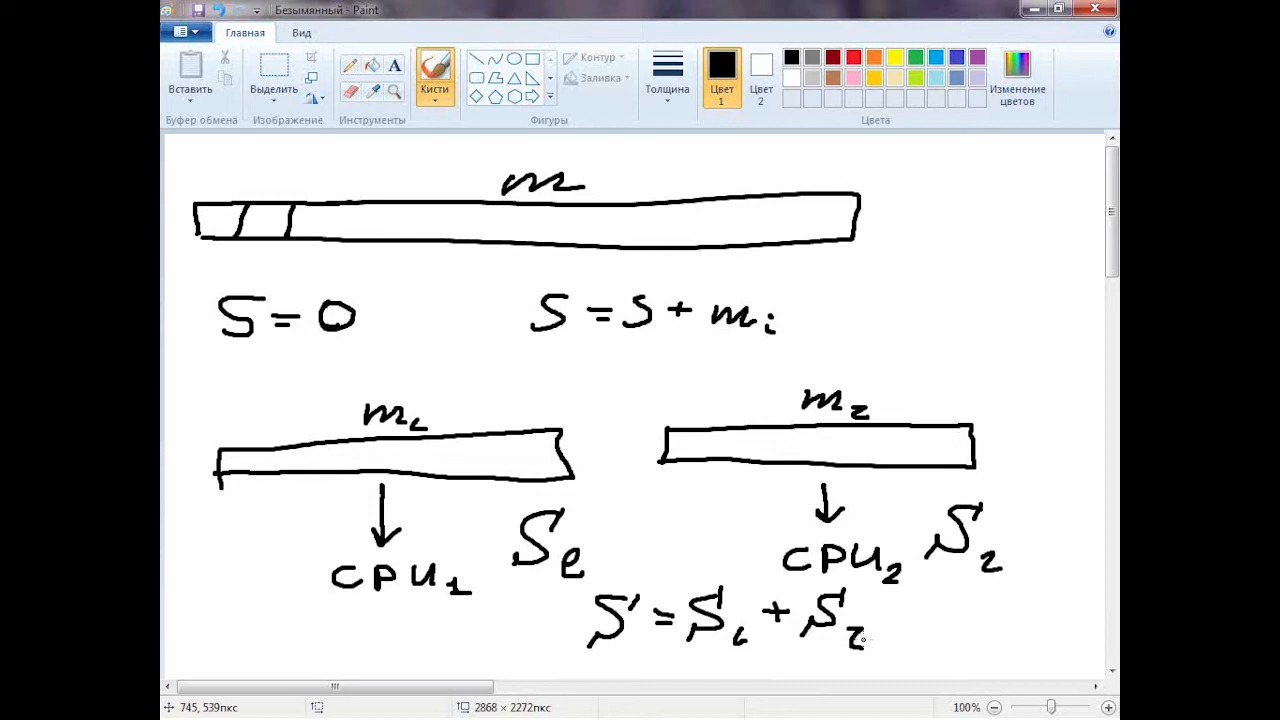 Безымянный - Paint
Главная Вид
Вставить Выделить Кисти Контур Заливка Толщина Цвет 1 Цвет 2 Изменение цветов
Буфер обмена Изображение Инструменты Фигуры Цвета
m
S = 0 S = S + mi
m1 m2
CPU1 Se CPU2 S2
S = S1 + S2
745, 539пкс 2868 × 2272пкс 100%